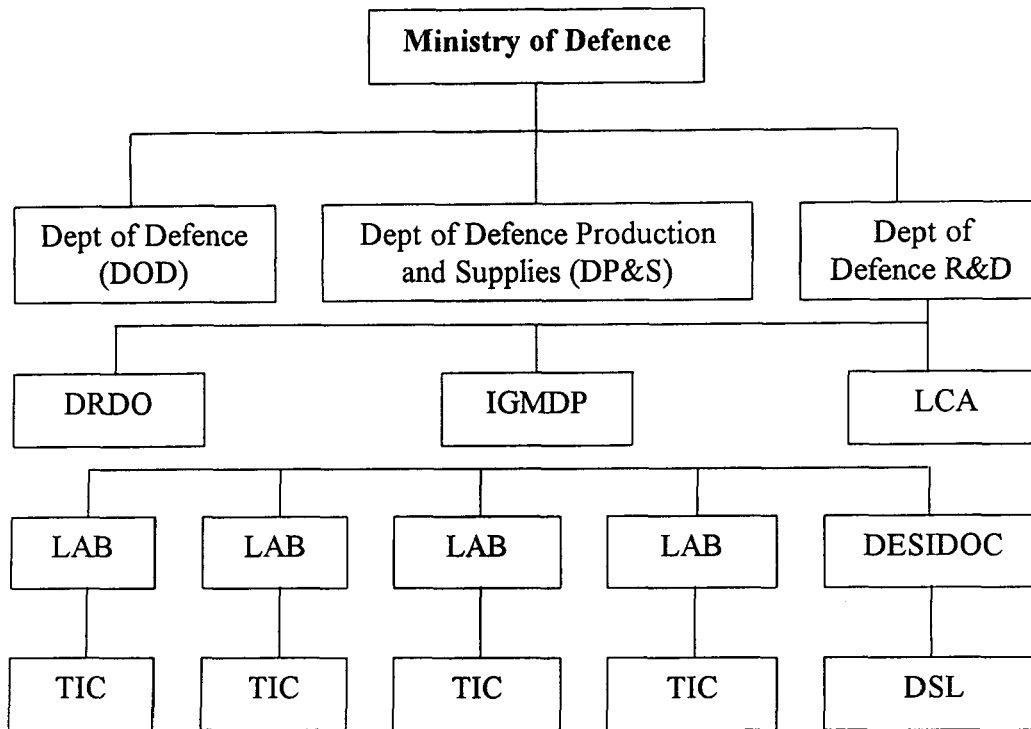 Ministry of Defence
Dept of Defence
(DOD)
Dept of Defence Production
and Supplies (DP&S)
Dept of
Defence R&D
DRDO
IGMDP
LCA
LAB
LAB
LAB
LAB
DESIDOC
TIC
TIC
TIC
TIC
DSL